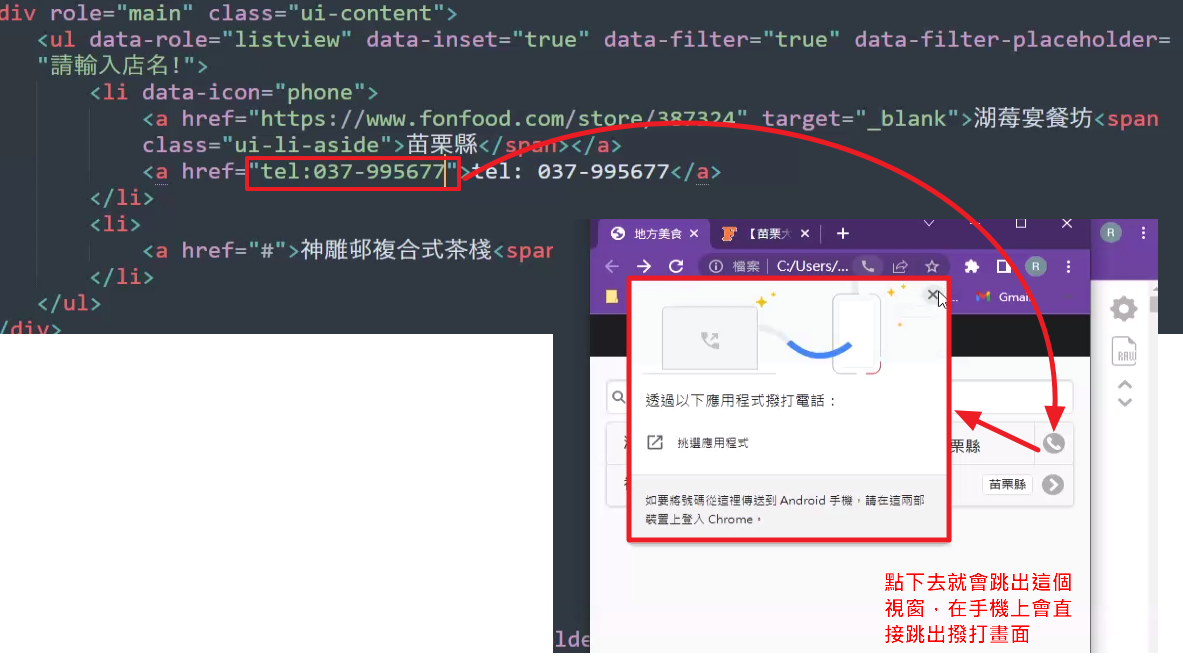 div role="main" class="ui-content">
<ul data-role="listview" data-inset="true" data-filter="true" data-filter-placeholder=
"請輸入店名!">
<li data-icon="phone">
<a href="https://www.fonfood.com/store/387324" target="_blank">湖莓宴餐坊<span
class="ui-li-aside">苗栗縣</span></a>
<a href="tel:037-995677">tel: 037-995677</a>
</li>
<li>
<a href="#">神雕邨複合式茶棧<span
</li>
</ul>
/div>
地方美食
【苗栗大
R
檔案
C:/Users/...
R
Gmai
透過以下應用程式撥打電話：
挑選應用程式
栗縣
苗栗縣
如要將號碼從這裡傳送到 Android 手機，請在這兩部
裝置上登入 Chrome。
RAW
點下去就會跳出這個
視窗，在手機上會直
接跳出撥打畫面
lde